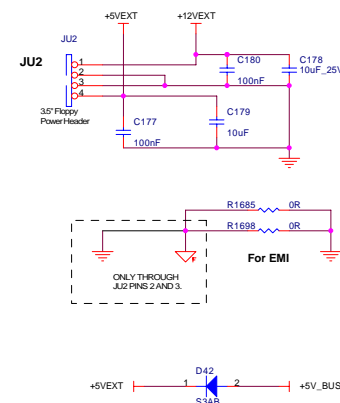 +5VEXT +12VEXT
JU2
JU2
1
2
3
4
C180
100nF
C178
10uF_25V
3.5" Floppy
Power Header
C177
100nF
C179
10uF
R1685 0R
R1698 0R
For EMI
F
ONLY THROUGH
JU2 PINS 2 AND 3.
D42
+5VEXT 1 2 +5V_BUS
S3AB